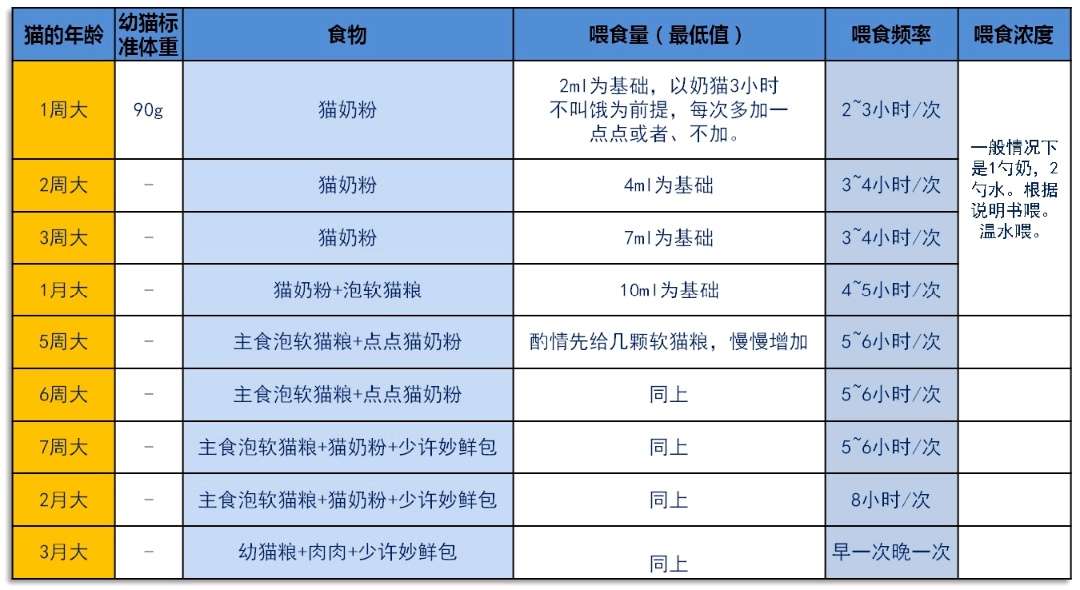 猫的年龄
幼猫标
准体重
食物
喂食量（最低值）
喂食频率
喂食浓度
1周大
90g
猫奶粉
2ml为基础，以奶猫3小时
不叫饿为前提，每次多加一
点点或者、不加。
2~3小时/次
一般情况下
是1勺奶，2
勺水。根据
说明书喂。
温水喂。
2周大
-
猫奶粉
4ml为基础
3~4小时/次
3周大
-
猫奶粉
7ml为基础
3~4小时/次
1月大
-
猫奶粉+泡软猫粮
10ml为基础
4~5小时/次
5周大
-
主食泡软猫粮+点点猫奶粉
酌情先给几颗软猫粮，慢慢增加
5~6小时/次
6周大
-
主食泡软猫粮+点点猫奶粉
同上
5~6小时/次
7周大
-
主食泡软猫粮+猫奶粉+少许妙鲜包
同上
5~6小时/次
2月大
-
主食泡软猫粮+猫奶粉+少许妙鲜包
同上
8小时/次
3月大
-
幼猫粮+肉肉+少许妙鲜包
同上
早一次晚一次